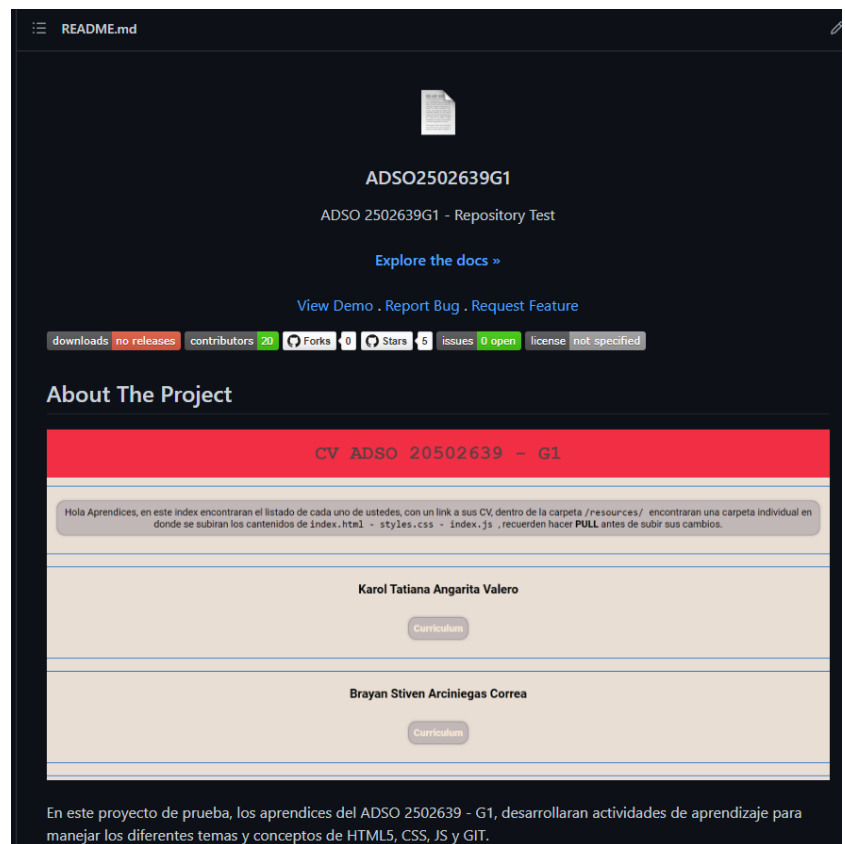 README.md
ADSO2502639G1
ADSO 2502639G1 - Repository Test
Explore the docs »
View Demo . Report Bug . Request Feature
downloads no releases contributors 20 Forks 0 Stars 5 issues 0 open license not specified
About The Project
CV ADSO 20502639 - G1
Hola Aprendices, en este index encontraran el listado de cada uno de ustedes, con un link a sus CV, dentro de la carpeta /resources/ encontraran una carpeta individual en
donde se subiran los cantenidos de index.html - styles.css - index.js ,recuerden hacer PULL antes de subir sus cambios.
Karol Tatiana Angarita Valero
Curriculum
Brayan Stiven Arciniegas Correa
Curriculum
En este proyecto de prueba, los aprendices del ADSO 2502639 - G1, desarrollaran actividades de aprendizaje para
manejar los diferentes temas y conceptos de HTML5, CSS, JS y GIT.